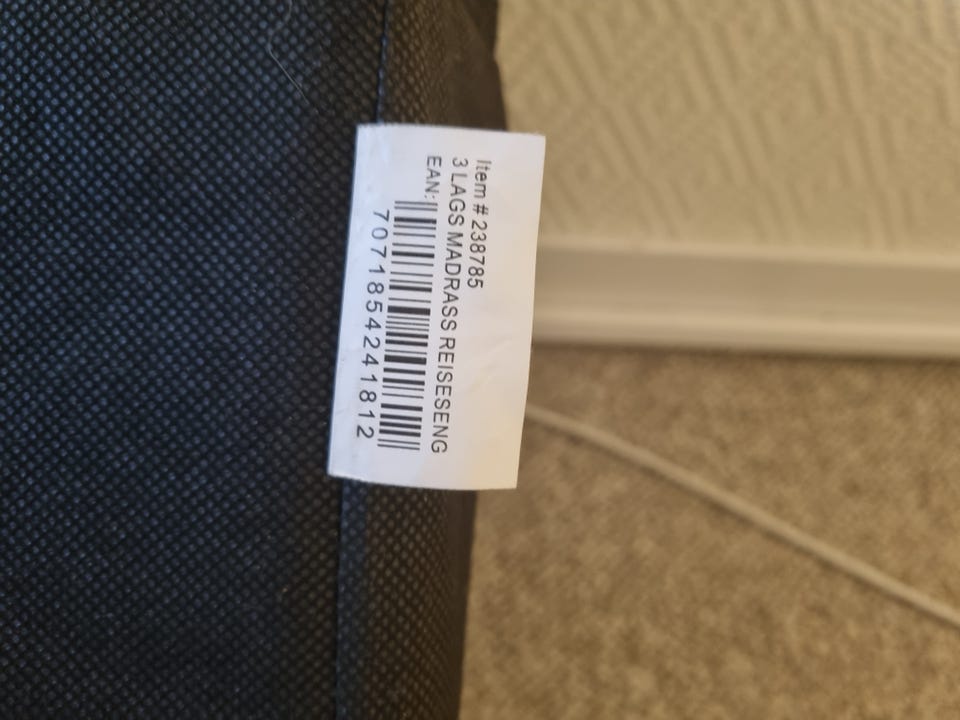 Item # 238785
3 LAGS MADRASS REISESENG
EAN:
7071854241812